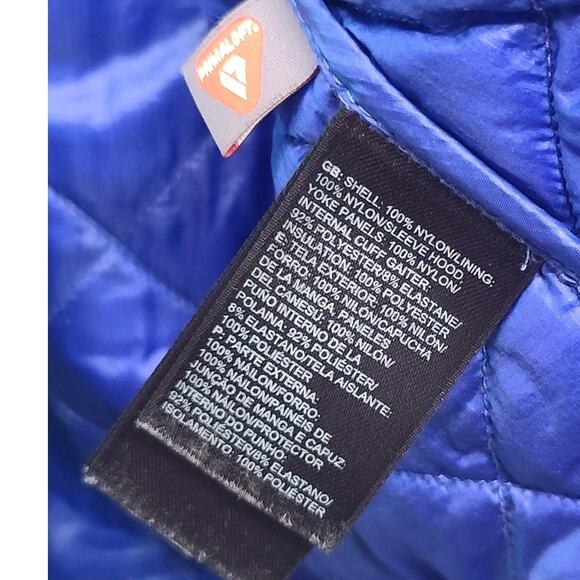 PRIMALOFT®
GB: SHELL: 100% NYLON/LINING:
100% NYLON/SLEEVE HOOD
YOKE PANELS: 100% NYLON/
INTERNAL CUFF GAITER:
92% POLYESTER/8% ELASTANE/
INSULATION: 100% POLYESTER
E: TELA EXTERIOR: 100% NILÓN/
FORRO: 100% NILÓN/CAPUCHA
DE LA MANGA, PANELES
DE CANESÚ: 100% NILÓN/
PUÑO INTERNO DE LA
POLAINA: 92% POLIÉSTER/
8% ELASTANO/TELA AISLANTE:
100% POLIÉSTER
P: PARTE EXTERNA:
100% NÁILON/FORRO:
100% NÁILON/PAINÉIS DE
JUNÇÃO DE MANGA E CAPUZ:
100% NÁILON/PROTECTOR
INTERNO DO PUNHO:
92% POLIÉSTER/8% ELASTANO/
ISOLAMENTO: 100% POLIÉSTER